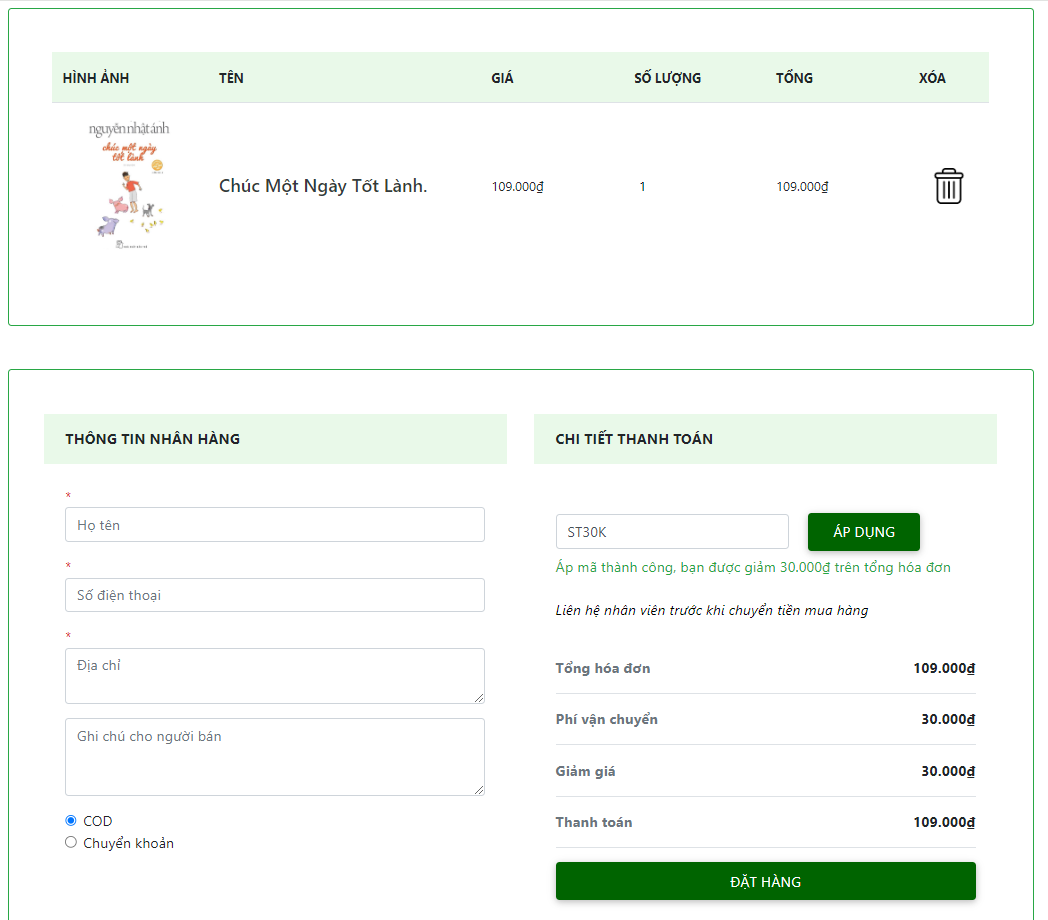 HÌNH ẢNH TÊN GIÁ SỐ LƯỢNG TỔNG XÓA
nguyễn nhật ánh
chúc một ngày
tốt lành
Chúc Một Ngày Tốt Lành. 109.000₫ 1 109.000₫
THÔNG TIN NHÂN HÀNG
*
Họ tên
*
Số điện thoại
*
Địa chỉ
Ghi chú cho người bán
COD
Chuyển khoản
CHI TIẾT THANH TOÁN
ST30K ÁP DỤNG
Áp mã thành công, bạn được giảm 30.000₫ trên tổng hóa đơn
Liên hệ nhân viên trước khi chuyển tiền mua hàng
Tổng hóa đơn 109.000₫
Phí vận chuyển 30.000₫
Giảm giá 30.000₫
Thanh toán 109.000₫
ĐẶT HÀNG